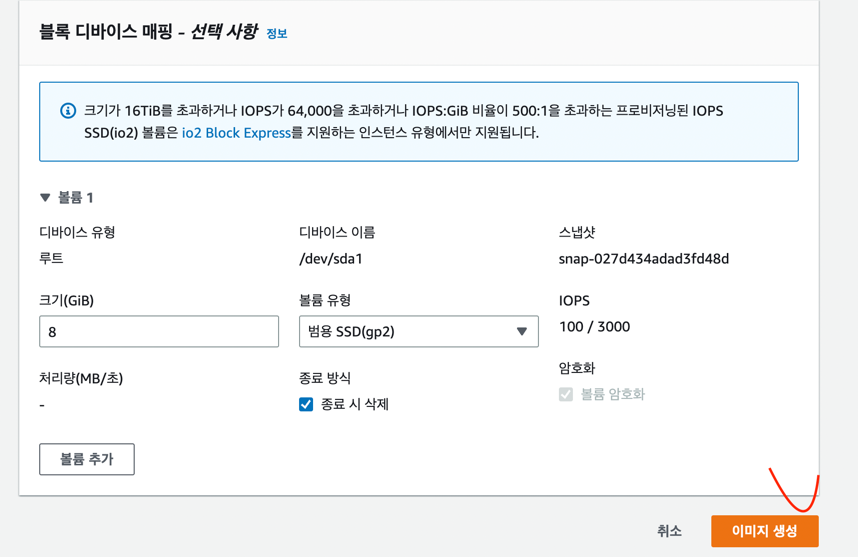 블록 디바이스 매핑 - 선택 사항 정보
크기가 16TiB를 초과하거나 IOPS가 64,000을 초과하거나 IOPS:GiB 비율이 500:1을 초과하는 프로비저닝된 IOPS
SSD(io2) 볼륨은 io2 Block Express를 지원하는 인스턴스 유형에서만 지원됩니다.
▼ 볼륨 1
디바이스 유형
루트
디바이스 이름
/dev/sda1
스냅샷
snap-027d434adad3fd48d
크기(GiB)
8
볼륨 유형
범용 SSD(gp2)
IOPS
100 / 3000
처리량(MB/초)
-
종료 방식
종료 시 삭제
암호화
볼륨 암호화
볼륨 추가
취소
이미지 생성